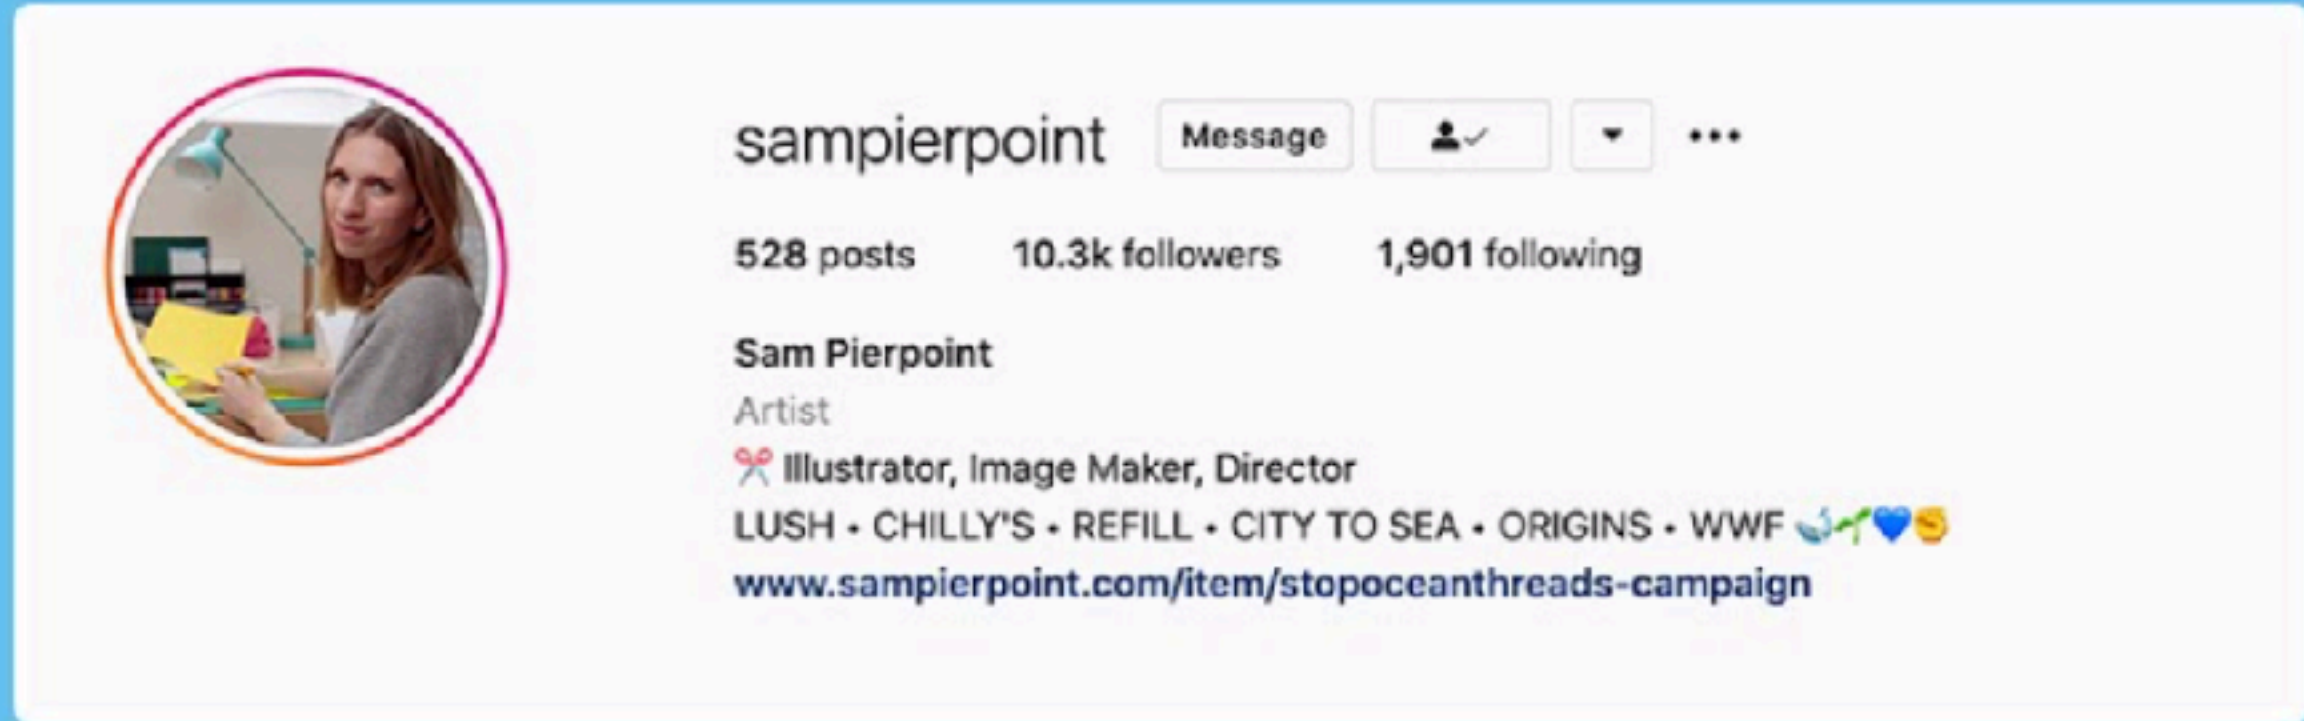 sampierpoint Message
528 posts 10.3k followers 1,901 following
Sam Pierpoint
Artist
✂️ Illustrator, Image Maker, Director
LUSH • CHILLY'S • REFILL • CITY TO SEA • ORIGINS • WWF 🐋🌱💙✊
www.sampierpoint.com/item/stopoceanthreads-campaign